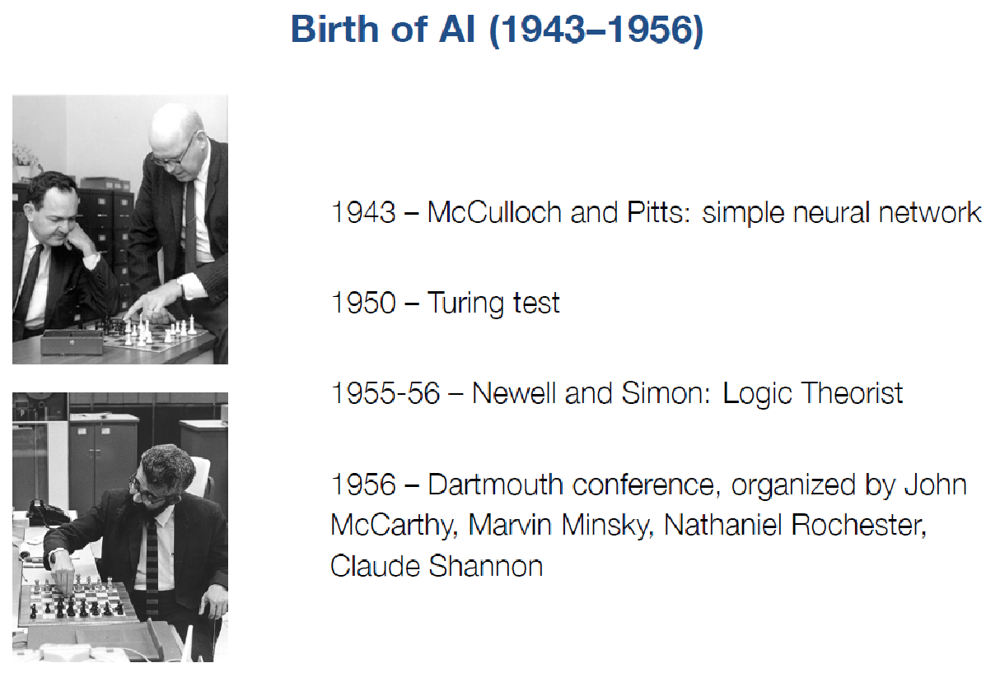 Birth of AI (1943–1956)
1943 – McCulloch and Pitts: simple neural network
1950 – Turing test
1955-56 – Newell and Simon: Logic Theorist
1956 – Dartmouth conference, organized by John
McCarthy, Marvin Minsky, Nathaniel Rochester,
Claude Shannon